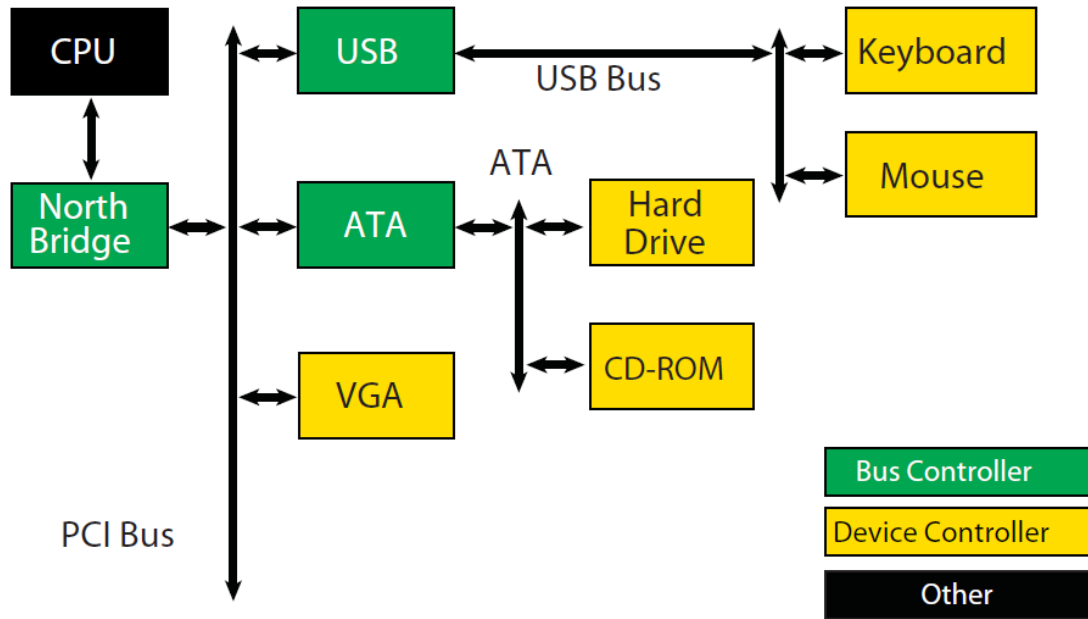 CPU
USB
Keyboard
USB Bus
Mouse
ATA
North
Bridge
ATA
Hard
Drive
VGA
CD-ROM
PCI Bus
Bus Controller
Device Controller
Other